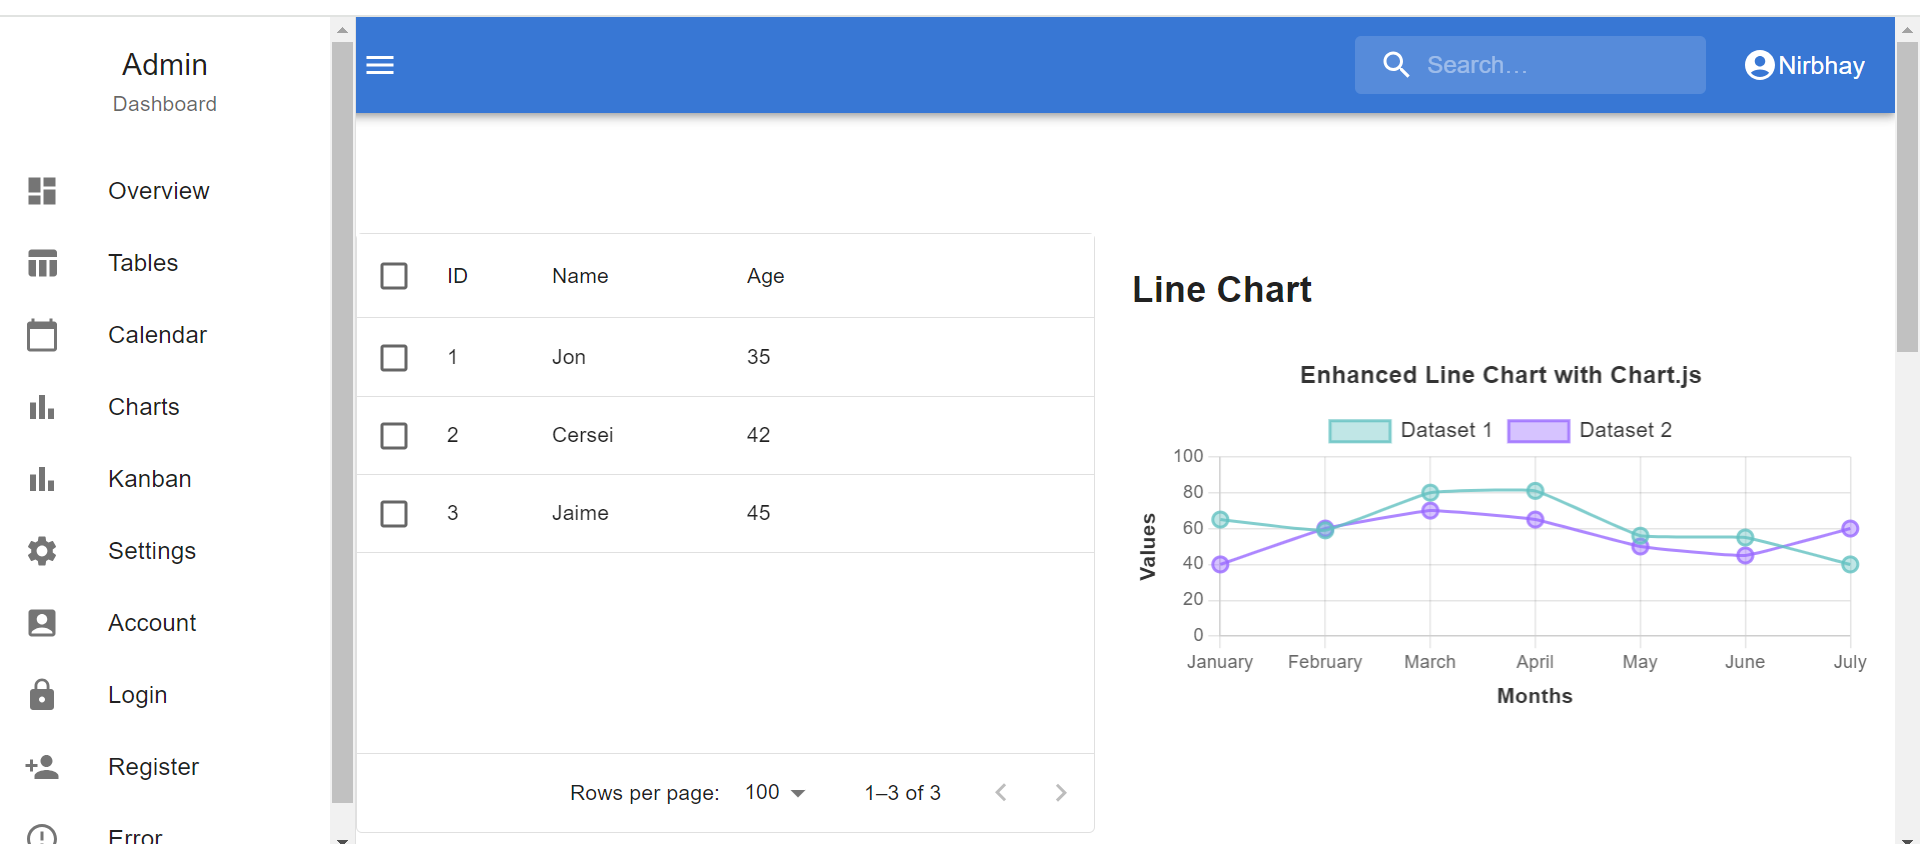 Admin
Dashboard
Overview
Tables
Calendar
Charts
Kanban
Settings
Account
Login
Register
Error
Search...
Nirbhay
ID Name Age
1 Jon 35
2 Cersei 42
3 Jaime 45
Rows per page: 100 1–3 of 3
Line Chart
Enhanced Line Chart with Chart.js
Dataset 1 Dataset 2
Values
100
80
60
40
20
0
January February March April May June July
Months